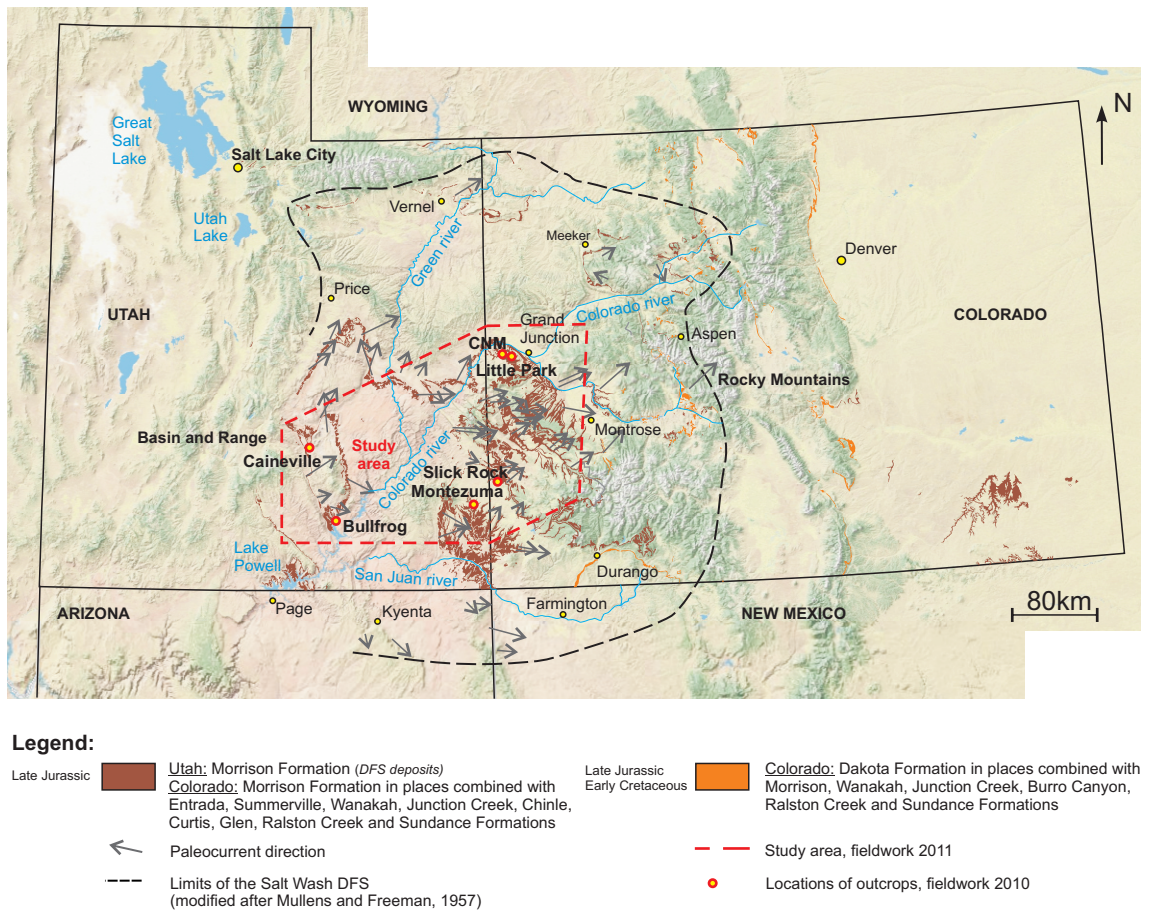 WYOMING
N
Great
Salt
Lake
Salt Lake City
Vernel
Utah
Lake
Meeker
Green river
Denver
Price
UTAH
Colorado river
COLORADO
Grand
Junction
CNM
Aspen
Little Park
Rocky Mountains
Basin and Range
Study
area
Montrose
Caineville
Colorado river
Slick Rock
Montezuma
Bullfrog
Lake
Powell
San Juan river
Durango
Page
Farmington
80km
ARIZONA
Kyenta
NEW MEXICO
Legend:
Late Jurassic
Utah: Morrison Formation (DFS deposits)
Colorado: Morrison Formation in places combined with
Entrada, Summerville, Wanakah, Junction Creek, Chinle,
Curtis, Glen, Ralston Creek and Sundance Formations
Late Jurassic
Early Cretaceous
Colorado: Dakota Formation in places combined with
Morrison, Wanakah, Junction Creek, Burro Canyon,
Ralston Creek and Sundance Formations
Paleocurrent direction
Study area, fieldwork 2011
Limits of the Salt Wash DFS
(modified after Mullens and Freeman, 1957)
Locations of outcrops, fieldwork 2010